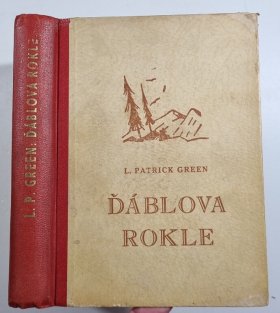 L. P. GREEN: ĎÁBLOVA ROKLE
L. PATRICK GREEN
ĎÁBLOVA
ROKLE